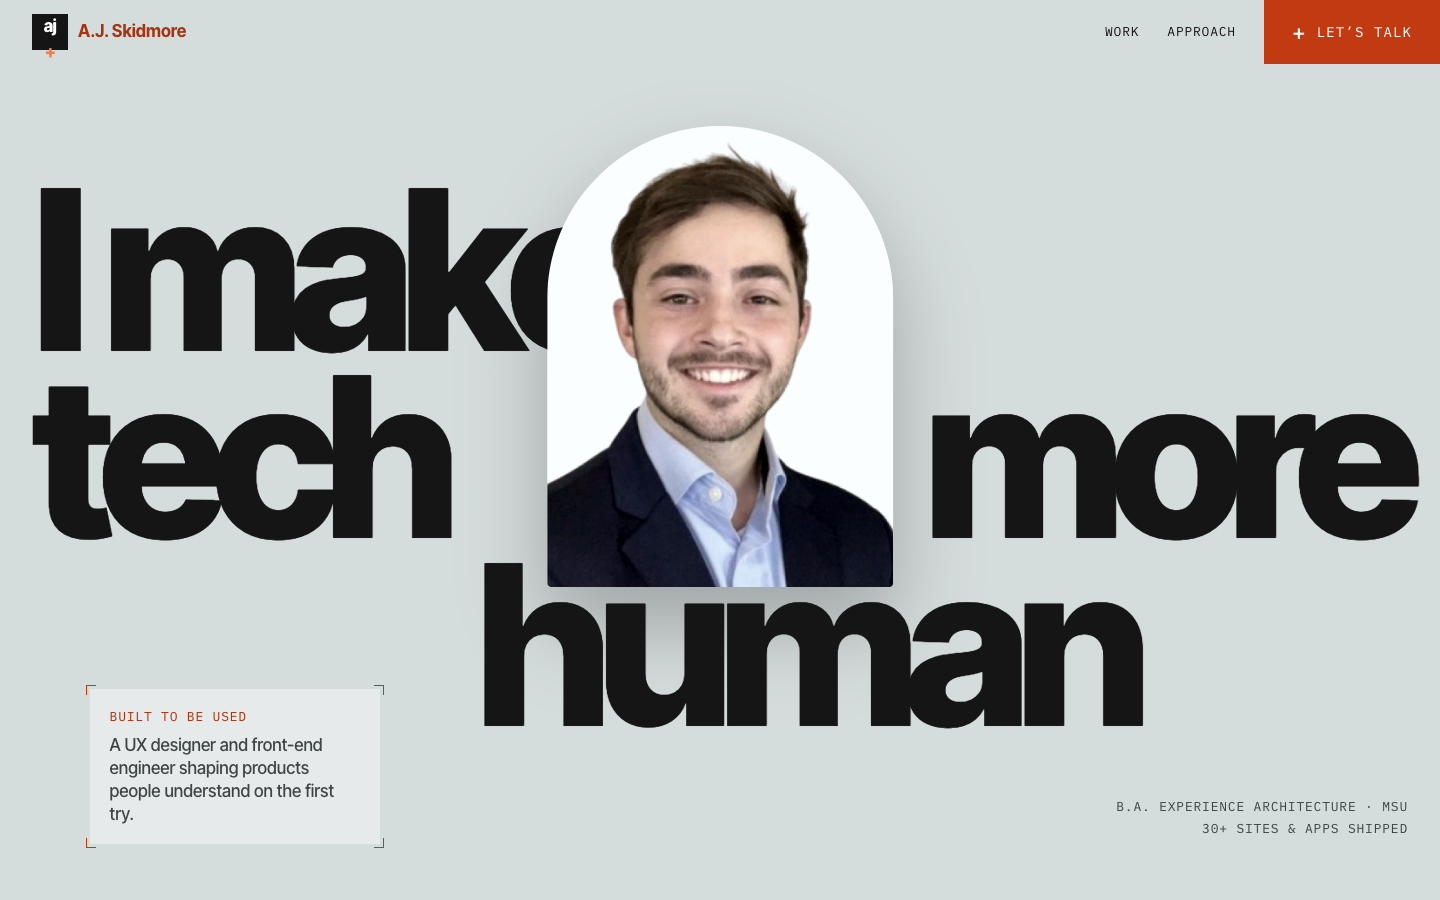 aj
A.J. Skidmore
WORK
APPROACH
+ LET’S TALK
I make
tech more
human
BUILT TO BE USED
A UX designer and front-end
engineer shaping products
people understand on the first
try.
B.A. EXPERIENCE ARCHITECTURE · MSU
30+ SITES & APPS SHIPPED